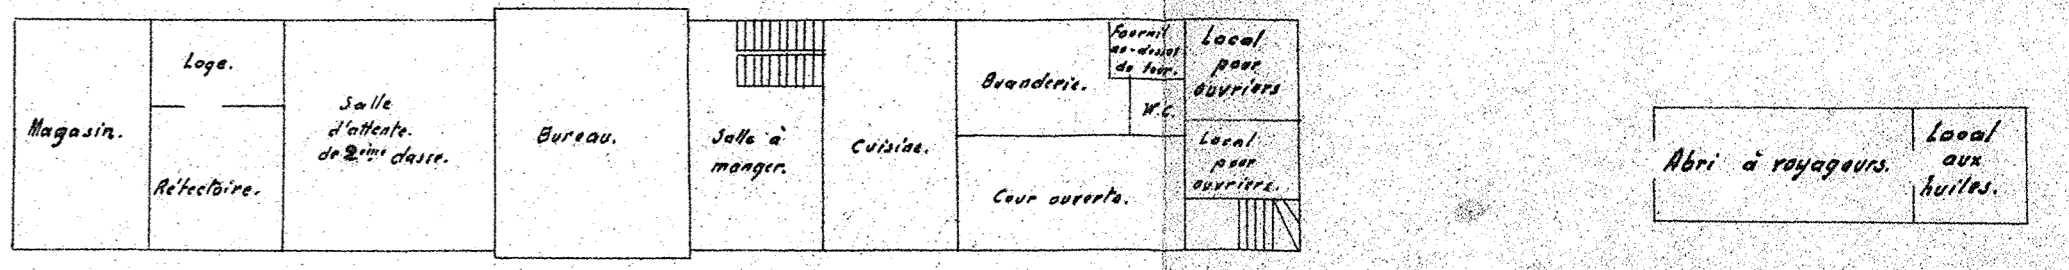 Magasin.
Loge.
Réfectoire.
Salle
d'attente.
de 2ème classe.
Bureau.
Salle à
manger.
Cuisine.
Buanderie.
Fournil
au-dessus
de four.
W.C.
Cour ouverte.
Local
pour
ouvriers
Local
pour
ouvriers.
Abri à voyageurs.
Local
aux
huiles.